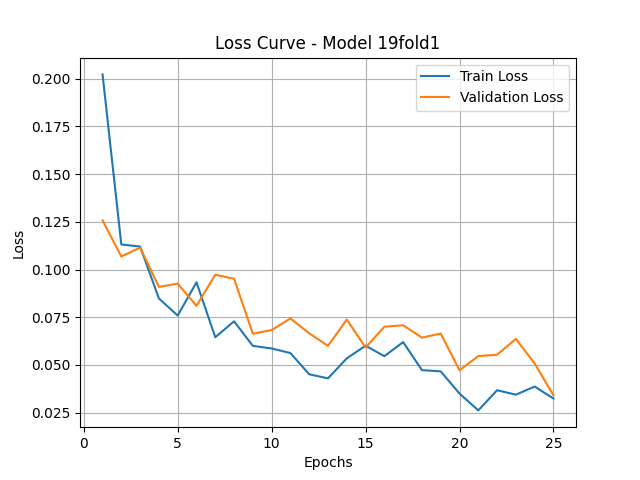 Loss Curve - Model 19fold1
Train Loss
Validation Loss
0.200
0.175
0.150
0.125
0.100
0.075
0.050
0.025
Loss
0
5
10
15
20
25
Epochs